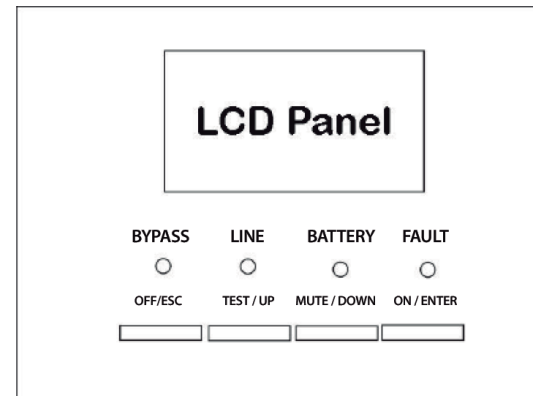 LCD Panel
BYPASS LINE BATTERY FAULT
OFF/ESC TEST / UP MUTE / DOWN ON / ENTER